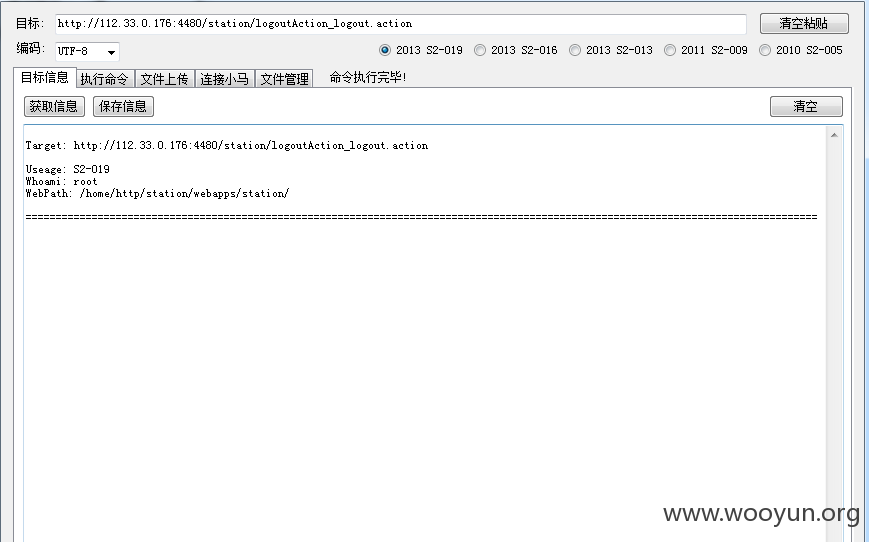 目标: http://112.33.0.176:4480/station/logoutAction_logout.action 清空粘贴
编码: UTF-8 2013 S2-019 2013 S2-016 2013 S2-013 2011 S2-009 2010 S2-005
目标信息 执行命令 文件上传 连接小马 文件管理 命令执行完毕!
获取信息 保存信息 清空
Target: http://112.33.0.176:4480/station/logoutAction_logout.action
Useage: S2-019
Whoami: root
WebPath: /home/http/station/webapps/station/
====================================================================================================================================
www.wooyun.org